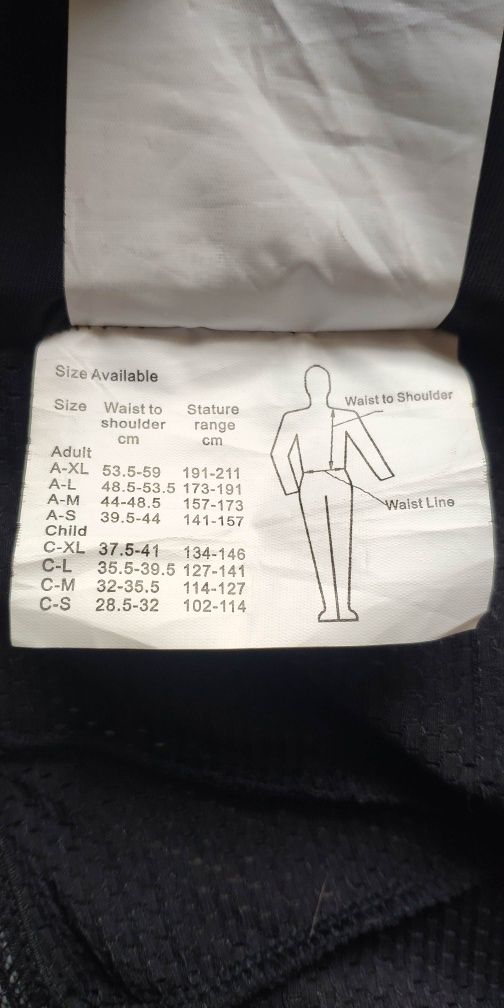 Size Available
Size Waist to shoulder cm Stature range cm
Adult
A-XL 53.5-59 191-211
A-L 48.5-53.5 173-191
A-M 44-48.5 157-173
A-S 39.5-44 141-157
Child
C-XL 37.5-41 134-146
C-L 35.5-39.5 127-141
C-M 32-35.5 114-127
C-S 28.5-32 102-114
Waist to Shoulder
Waist Line